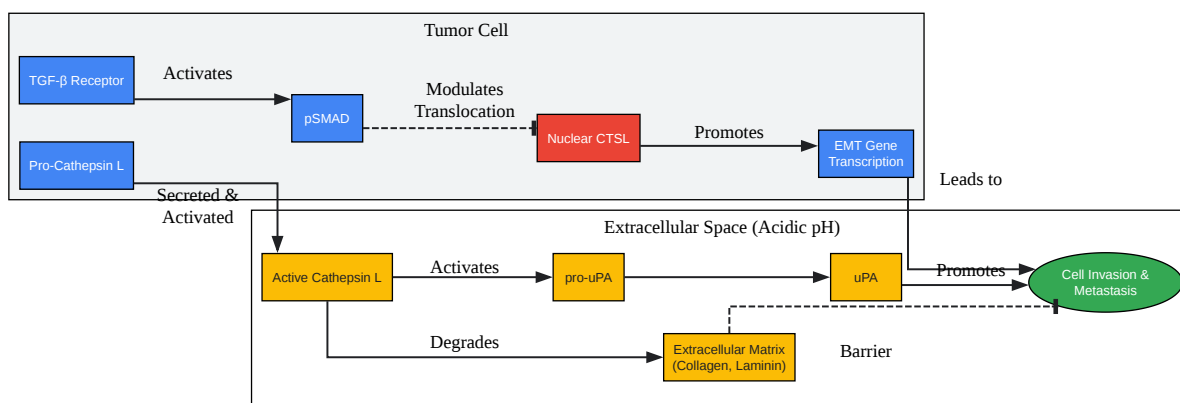 Tumor Cell
TGF-β Receptor
Activates
pSMAD
Modulates
Translocation
Nuclear CTSL
Promotes
EMT Gene
Transcription
Pro-Cathepsin L
Secreted &
Activated
Leads to
Extracellular Space (Acidic pH)
Active Cathepsin L
Activates
pro-uPA
uPA
Promotes
Cell Invasion &
Metastasis
Degrades
Extracellular Matrix
(Collagen, Laminin)
Barrier